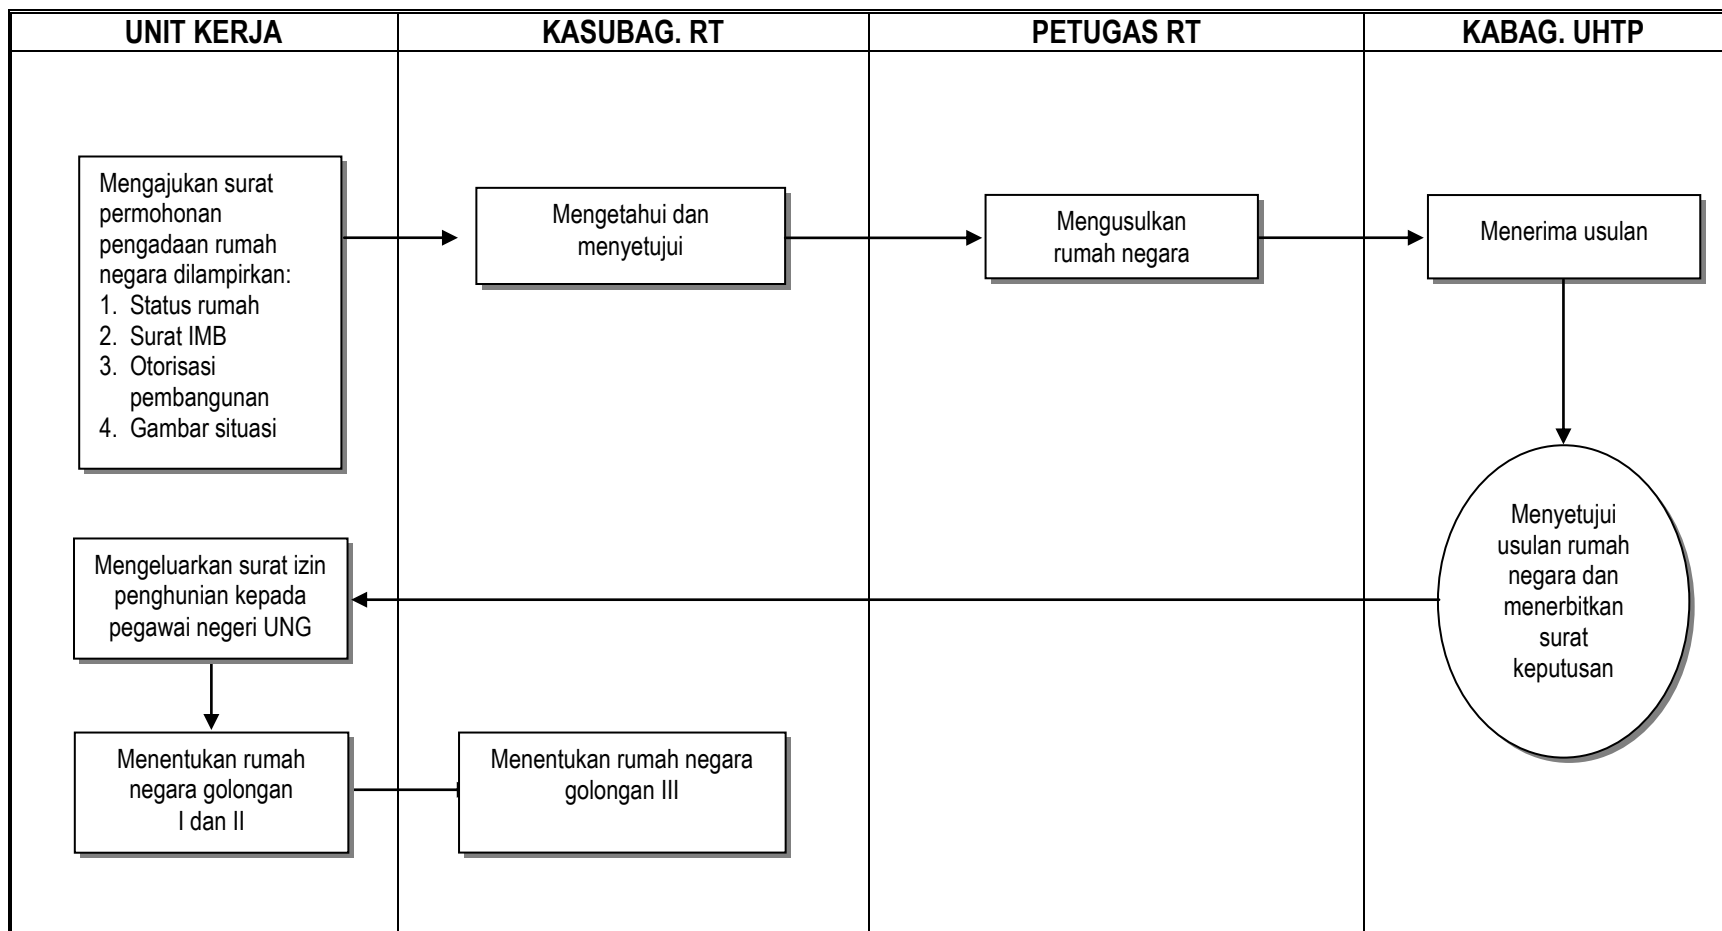 UNIT KERJA
KASUBAG. RT
PETUGAS RT
KABAG. UHTP
Mengajukan surat
permohonan
pengadaan rumah
negara dilampirkan:
1. Status rumah
2. Surat IMB
3. Otorisasi
pembangunan
4. Gambar situasi
Mengetahui dan
menyetujui
Mengusulkan
rumah negara
Menerima usulan
Menyetujui
usulan rumah
negara dan
menerbitkan
surat
keputusan
Mengeluarkan surat izin
penghunian kepada
pegawai negeri UNG
Menentukan rumah
negara golongan
I dan II
Menentukan rumah negara
golongan III